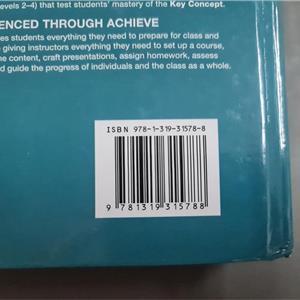 evels 2–4) that test students' mastery of the Key Concept.
ENCED THROUGH ACHIEVE
es students everything they need to prepare for class and
giving instructors everything they need to set up a course,
ne content, craft presentations, assign homework, assess
d guide the progress of individuals and the class as a whole.
ISBN 978-1-319-31578-8
9 781319 315788